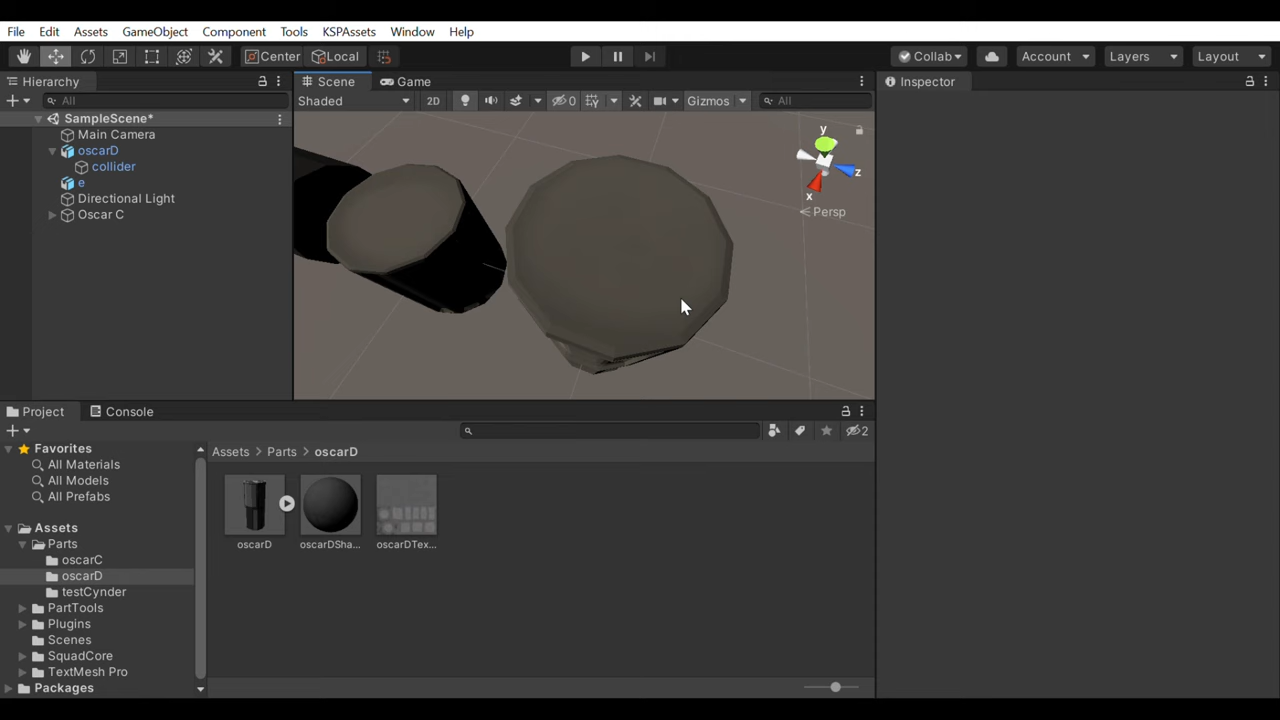 File Edit Assets GameObject Component Tools KSPAssets Window Help
Center Local Collab Account Layers Layout
Hierarchy Scene Game Inspector
All Shaded 2D 0 Gizmos All
SampleScene*
Main Camera
oscarD
collider
e
Directional Light
Oscar C
y
z
x
Persp
Project Console
2
Favorites
All Materials
All Models
All Prefabs
Assets
Parts
oscarC
oscarD
testCynder
PartTools
Plugins
Scenes
SquadCore
TextMesh Pro
Packages
Assets > Parts > oscarD
oscarD oscarDSha... oscarDTex...